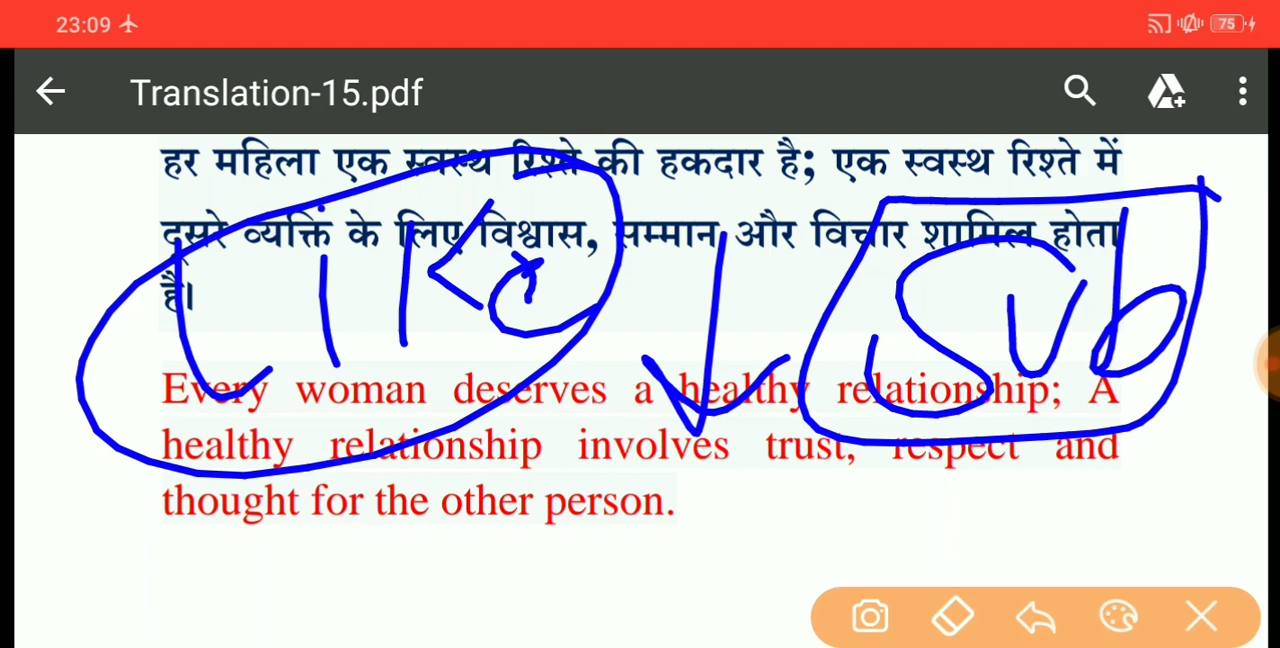 23:09
75
Translation-15.pdf
हर महिला एक स्वस्थ रिश्ते की हकदार है; एक स्वस्थ रिश्ते में
दूसरे व्यक्ति के लिए विश्वास, सम्मान और विचार शामिल होता
है।
Like
Sub
Every woman deserves a healthy relationship; A
healthy relationship involves trust, respect and
thought for the other person.